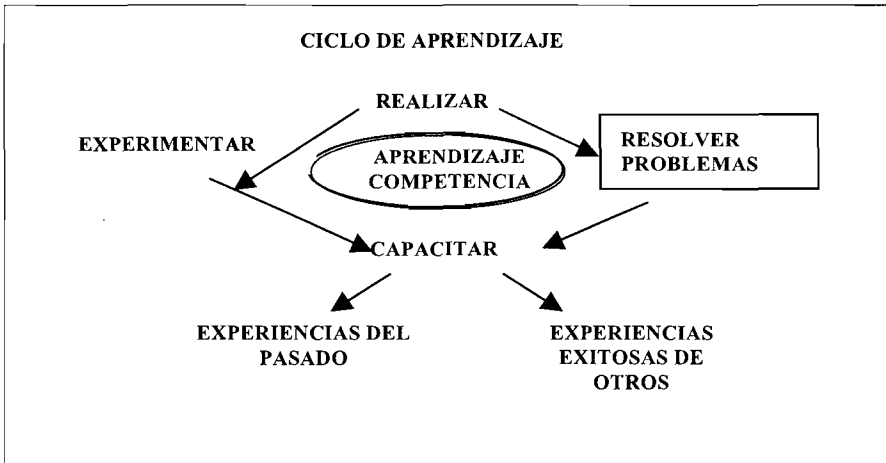 CICLO DE APRENDIZAJE
REALIZAR
EXPERIMENTAR
APRENDIZAJE
COMPETENCIA
RESOLVER
PROBLEMAS
CAPACITAR
EXPERIENCIAS DEL
PASADO
EXPERIENCIAS
EXITOSAS DE
OTROS